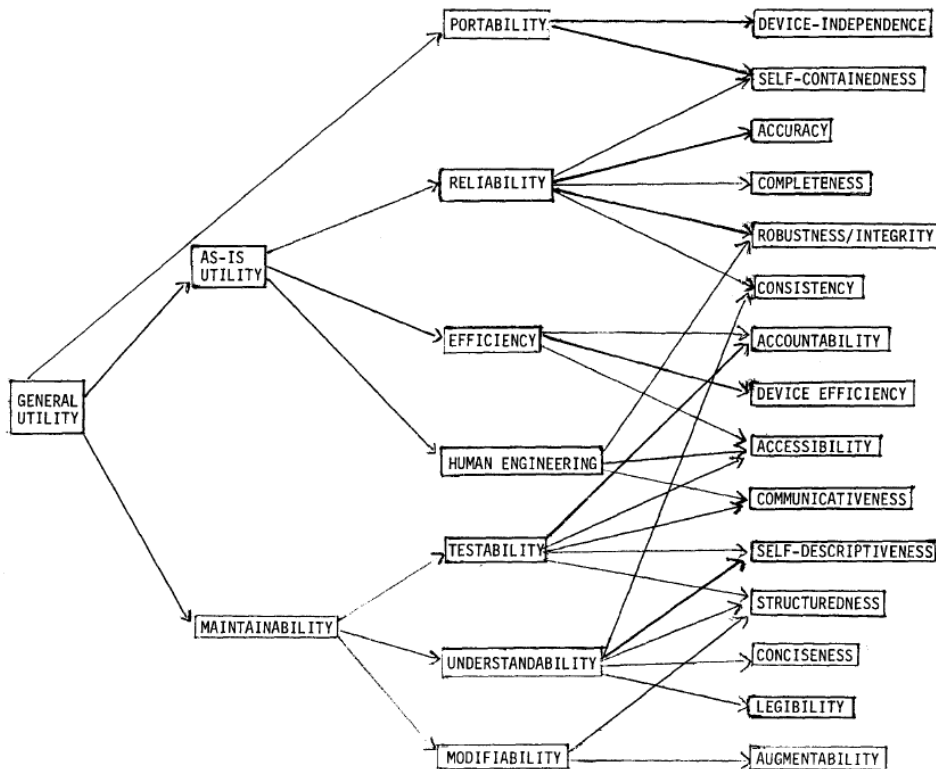 PORTABILITY
DEVICE-INDEPENDENCE
SELF-CONTAINEDNESS
ACCURACY
RELIABILITY
COMPLETENESS
ROBUSTNESS/INTEGRITY
AS-IS
UTILITY
CONSISTENCY
EFFICIENCY
ACCOUNTABILITY
GENERAL
UTILITY
DEVICE EFFICIENCY
HUMAN ENGINEERING
ACCESSIBILITY
COMMUNICATIVENESS
TESTABILITY
SELF-DESCRIPTIVENESS
MAINTAINABILITY
STRUCTUREDNESS
UNDERSTANDABILITY
CONCISENESS
LEGIBILITY
MODIFIABILITY
AUGMENTABILITY